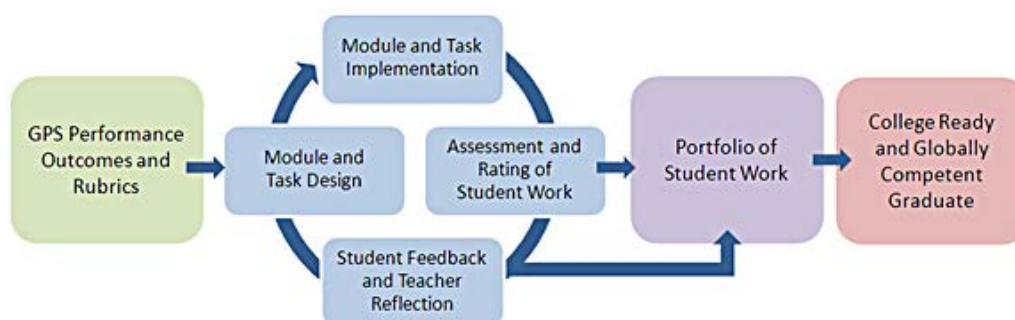 GPS Performance
Outcomes and
Rubrics
Module and
Task Design
Module and Task
Implementation
Assessment and
Rating of
Student Work
Student Feedback
and Teacher
Reflection
Portfolio of
Student Work
College Ready
and Globally
Competent
Graduate